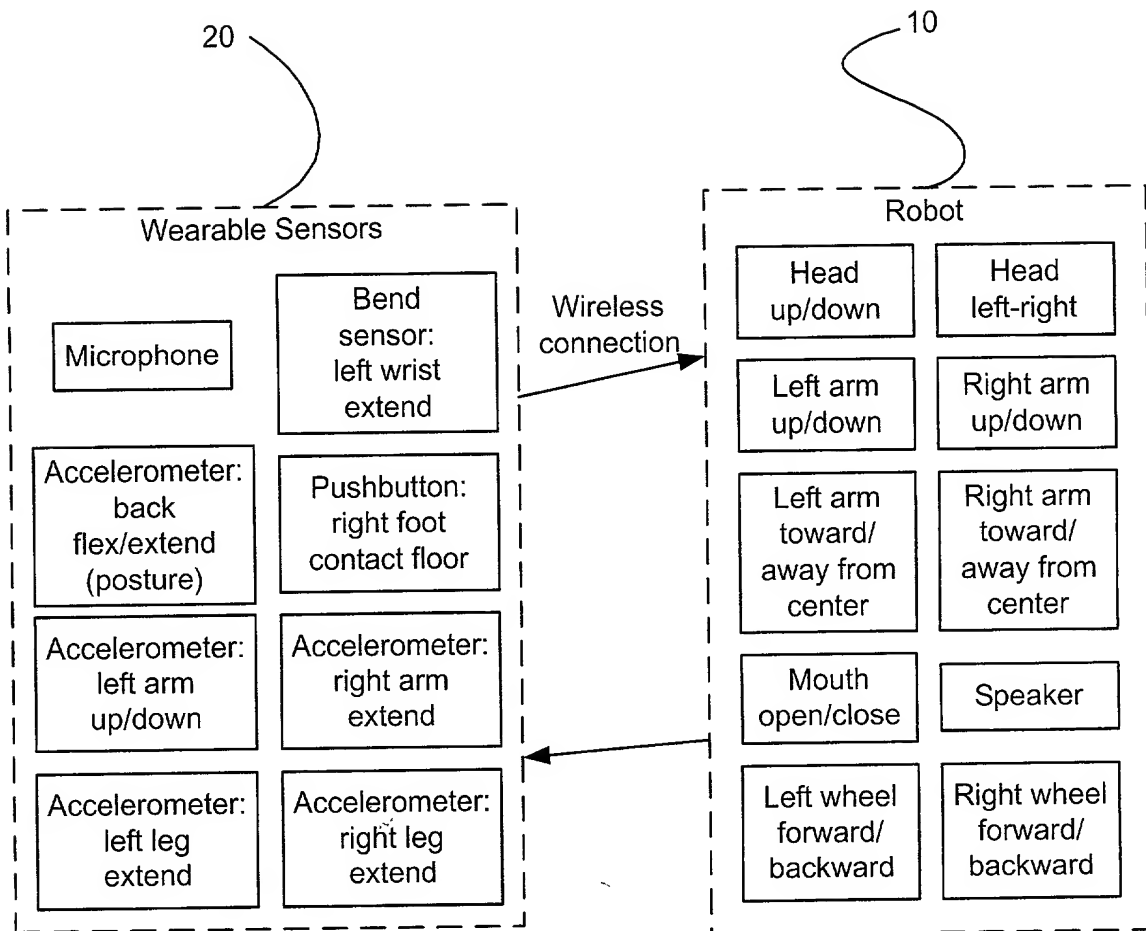 20
10
Wearable Sensors
Microphone
Bend
sensor:
left wrist
extend
Accelerometer:
back
flex/extend
(posture)
Pushbutton:
right foot
contact floor
Accelerometer:
left arm
up/down
Accelerometer:
right arm
extend
Accelerometer:
left leg
extend
Accelerometer:
right leg
extend
Wireless
connection
Robot
Head
up/down
Head
left-right
Left arm
up/down
Right arm
up/down
Left arm
toward/
away from
center
Right arm
toward/
away from
center
Mouth
open/close
Speaker
Left wheel
forward/
backward
Right wheel
forward/
backward